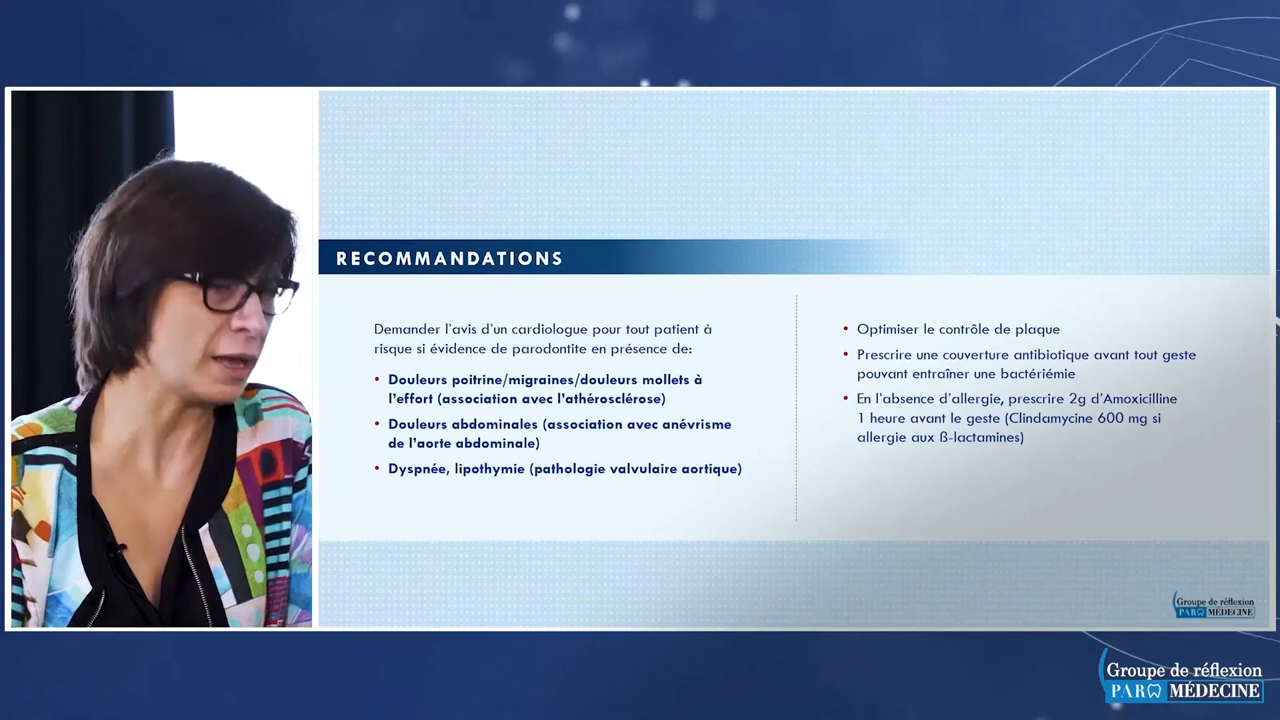 RECOMMANDATIONS
Demander l'avis d'un cardiologue pour tout patient à
risque si évidence de parodontite en présence de:
• Douleurs poitrine/migraines/douleurs mollets à
l'effort (association avec l'athérosclérose)
• Douleurs abdominales (association avec anévrisme
de l'aorte abdominale)
• Dyspnée, lipothymie (pathologie valvulaire aortique)
• Optimiser le contrôle de plaque
• Prescrire une couverture antibiotique avant tout geste
pouvant entraîner une bactériémie
• En l'absence d'allergie, prescrire 2g d'Amoxicilline
1 heure avant le geste (Clindamycine 600 mg si
allergie aux ß-lactamines)
Groupe de réflexion
PARO MÉDECINE
Groupe de réflexion
PARO MÉDECINE